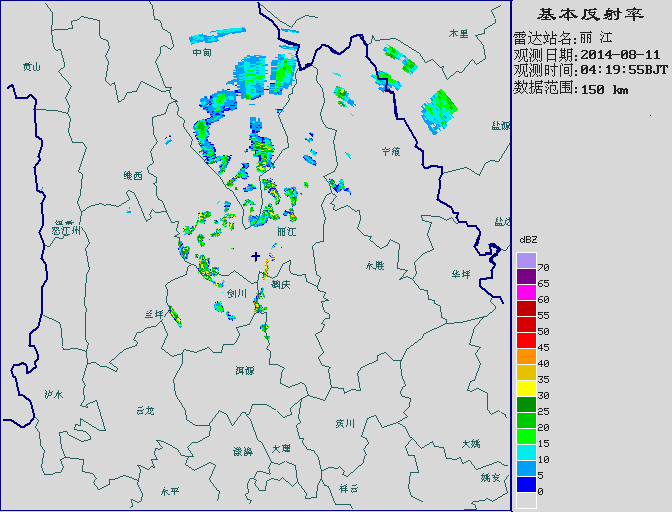 基本反射率
雷达站名:丽 江
观测日期:2014-08-11
观测时间:04:19:55BJT
数据范围:150 km
dBZ
70
65
60
55
50
45
40
35
30
25
20
15
10
5
0
木里
中甸
贡山
盐源
宁蒗
维西
怒江州
丽江
永胜
华坪
剑川
鹤庆
兰坪
洱源
泸水
云龙
宾川
漾濞
大理
大姚
永平
祥云
姚安